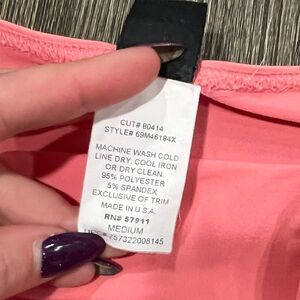 CUT# 80414
STYLE# 69M46184X
MACHINE WASH COLD
LINE DRY. COOL IRON
OR DRY CLEAN.
95% POLYESTER
5% SPANDEX
EXCLUSIVE OF TRIM
MADE IN U.S.A.
RN# 57911
MEDIUM
757322008145